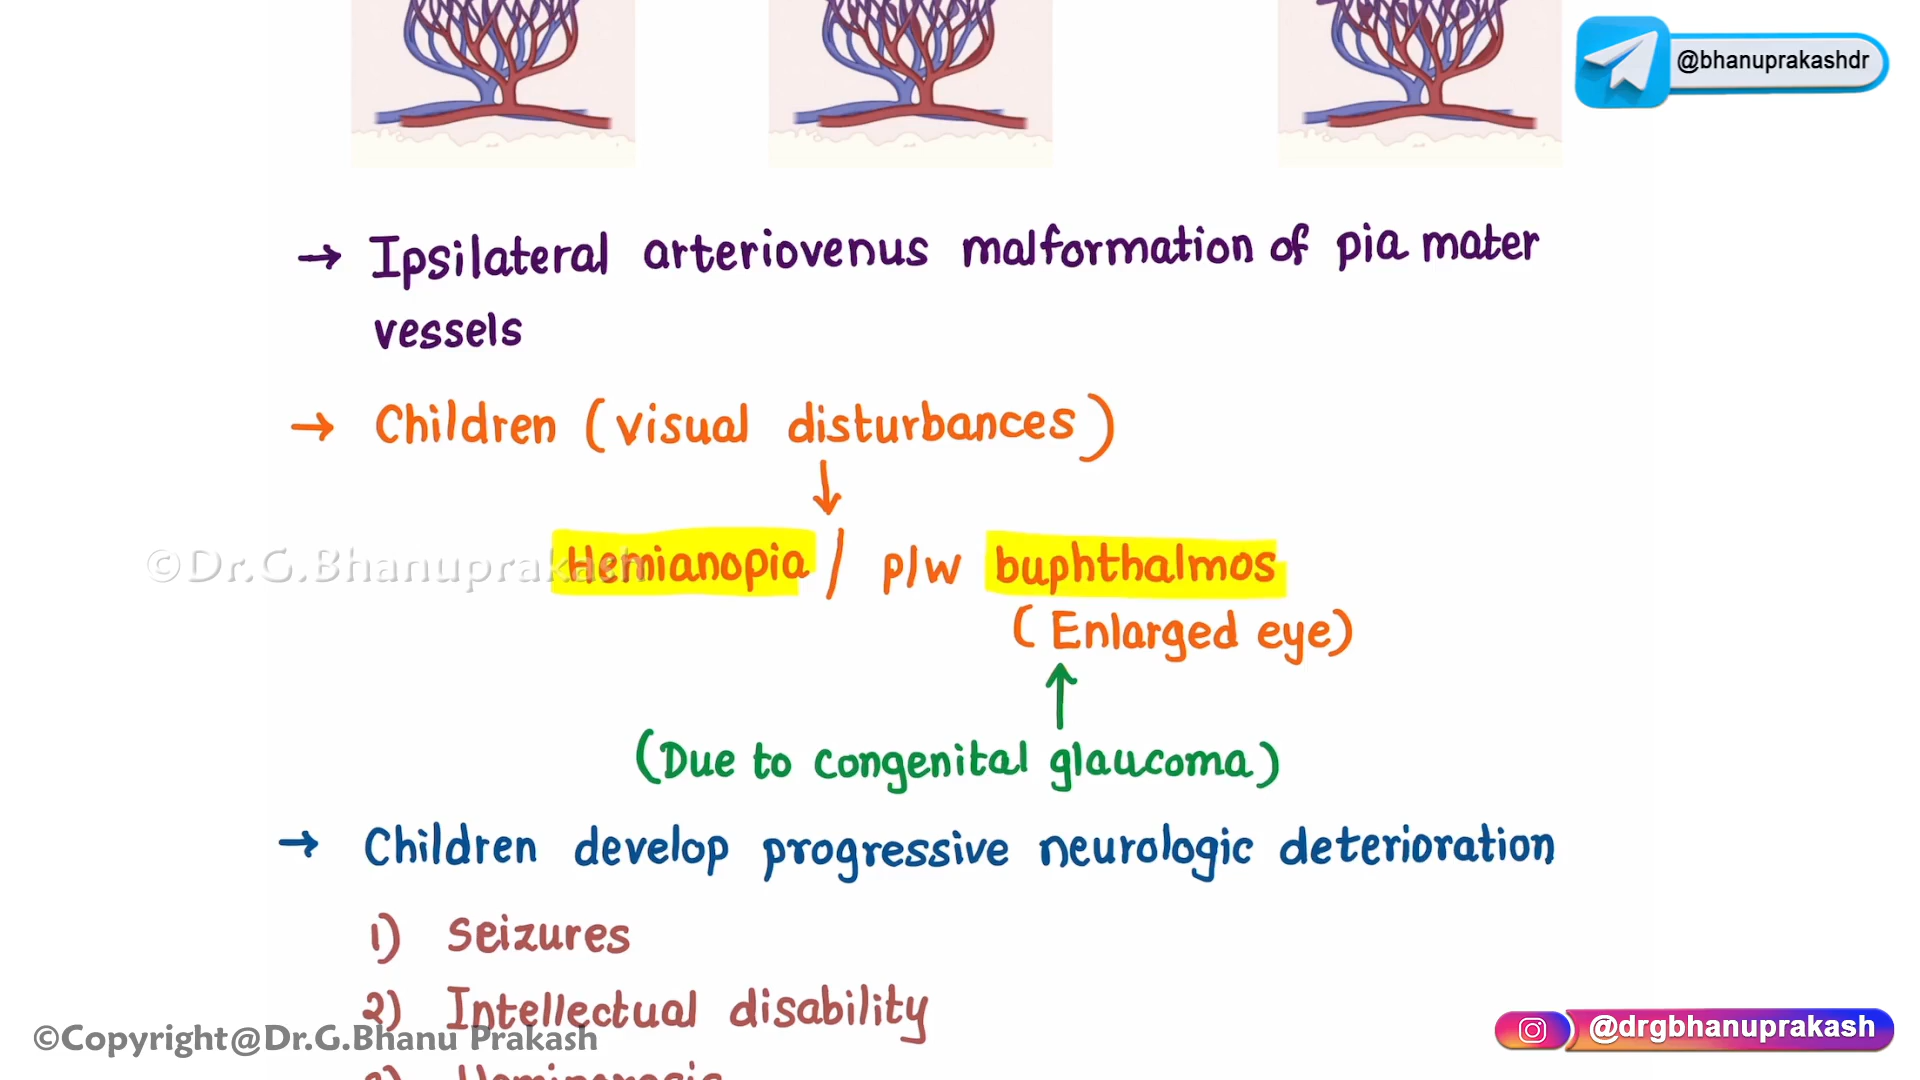 @bhanuprakashdr
→ Ipsilateral arteriovenus malformation of pia mater
vessels
→ Children (visual disturbances)
↓
©Dr.G.Bhanuprakash
Hemianopia / p/w buphthalmos
(Enlarged eye)
↑
(Due to congenital glaucoma)
→ Children develop progressive neurologic deterioration
1) Seizures
2) Intellectual disability
©Copyright@Dr.G.Bhanu Prakash
@drgbhanuprakash